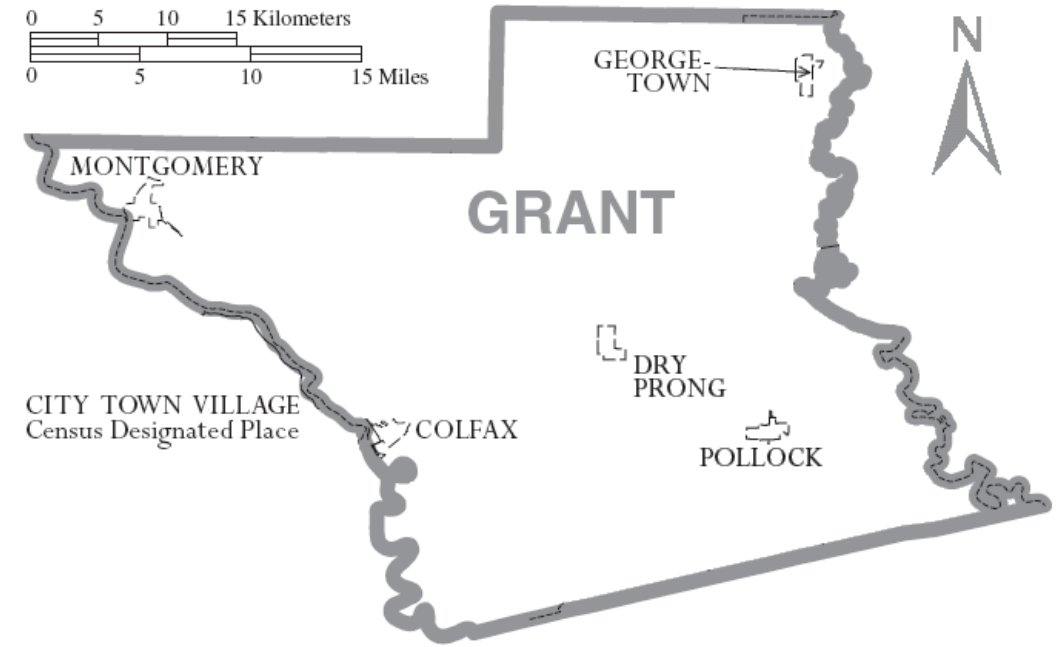 0 5 10 15 Kilometers
0 5 10 15 Miles
N
GEORGE-
TOWN
MONTGOMERY
GRANT
DRY
PRONG
CITY TOWN VILLAGE
Census Designated Place
COLFAX
POLLOCK